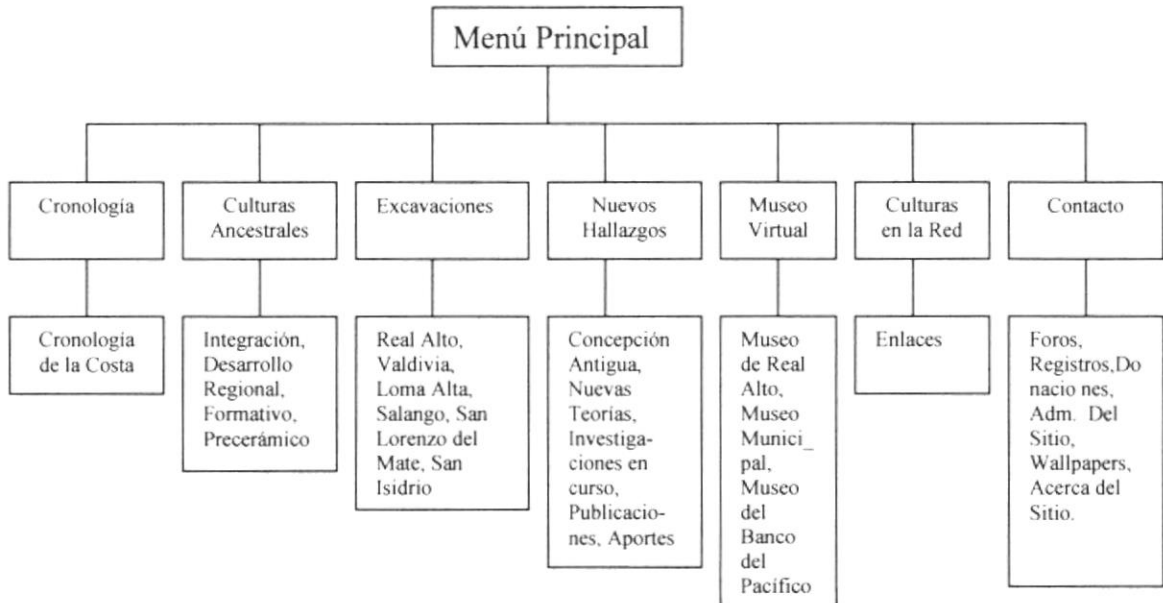 Menú Principal
Cronología
Culturas
Ancestrales
Excavaciones
Nuevos
Hallazgos
Museo
Virtual
Culturas
en la Red
Contacto
Cronología
de la Costa
Integración,
Desarrollo
Regional,
Formativo,
Precerámico
Real Alto,
Valdivia,
Loma Alta,
Salango, San
Lorenzo del
Mate, San
Isidrio
Concepción
Antigua,
Nuevas
Teorías,
Investiga-
ciones en
curso,
Publicacio-
nes, Aportes
Museo
de Real
Alto,
Museo
Munici_
pal,
Museo
del
Banco
del
Pacífico
Enlaces
Foros,
Registros,Do
nacio nes,
Adm. Del
Sitio,
Wallpapers,
Acerca del
Sitio.